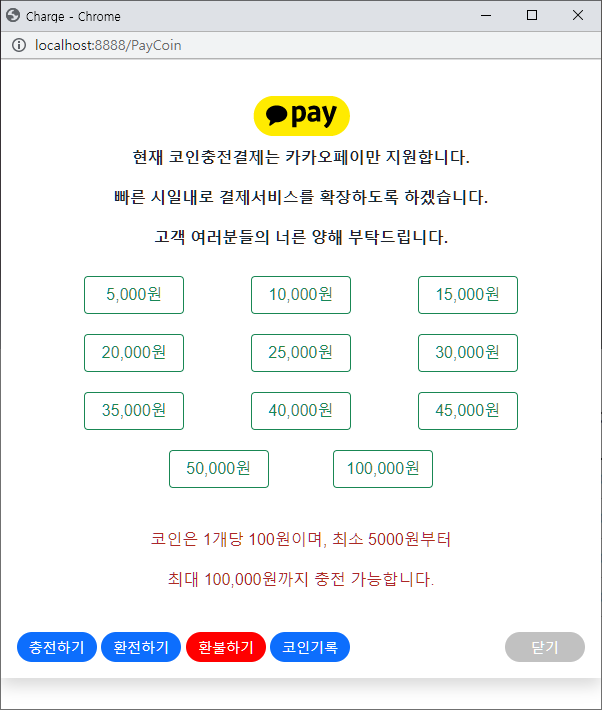 Charge - Chrome
localhost:8888/PayCoin
pay
현재 코인충전결제는 카카오페이만 지원합니다.
빠른 시일내로 결제서비스를 확장하도록 하겠습니다.
고객 여러분들의 너른 양해 부탁드립니다.
5,000원 10,000원 15,000원
20,000원 25,000원 30,000원
35,000원 40,000원 45,000원
50,000원 100,000원
코인은 1개당 100원이며, 최소 5000원부터
최대 100,000원까지 충전 가능합니다.
충전하기 환전하기 환불하기 코인기록 닫기